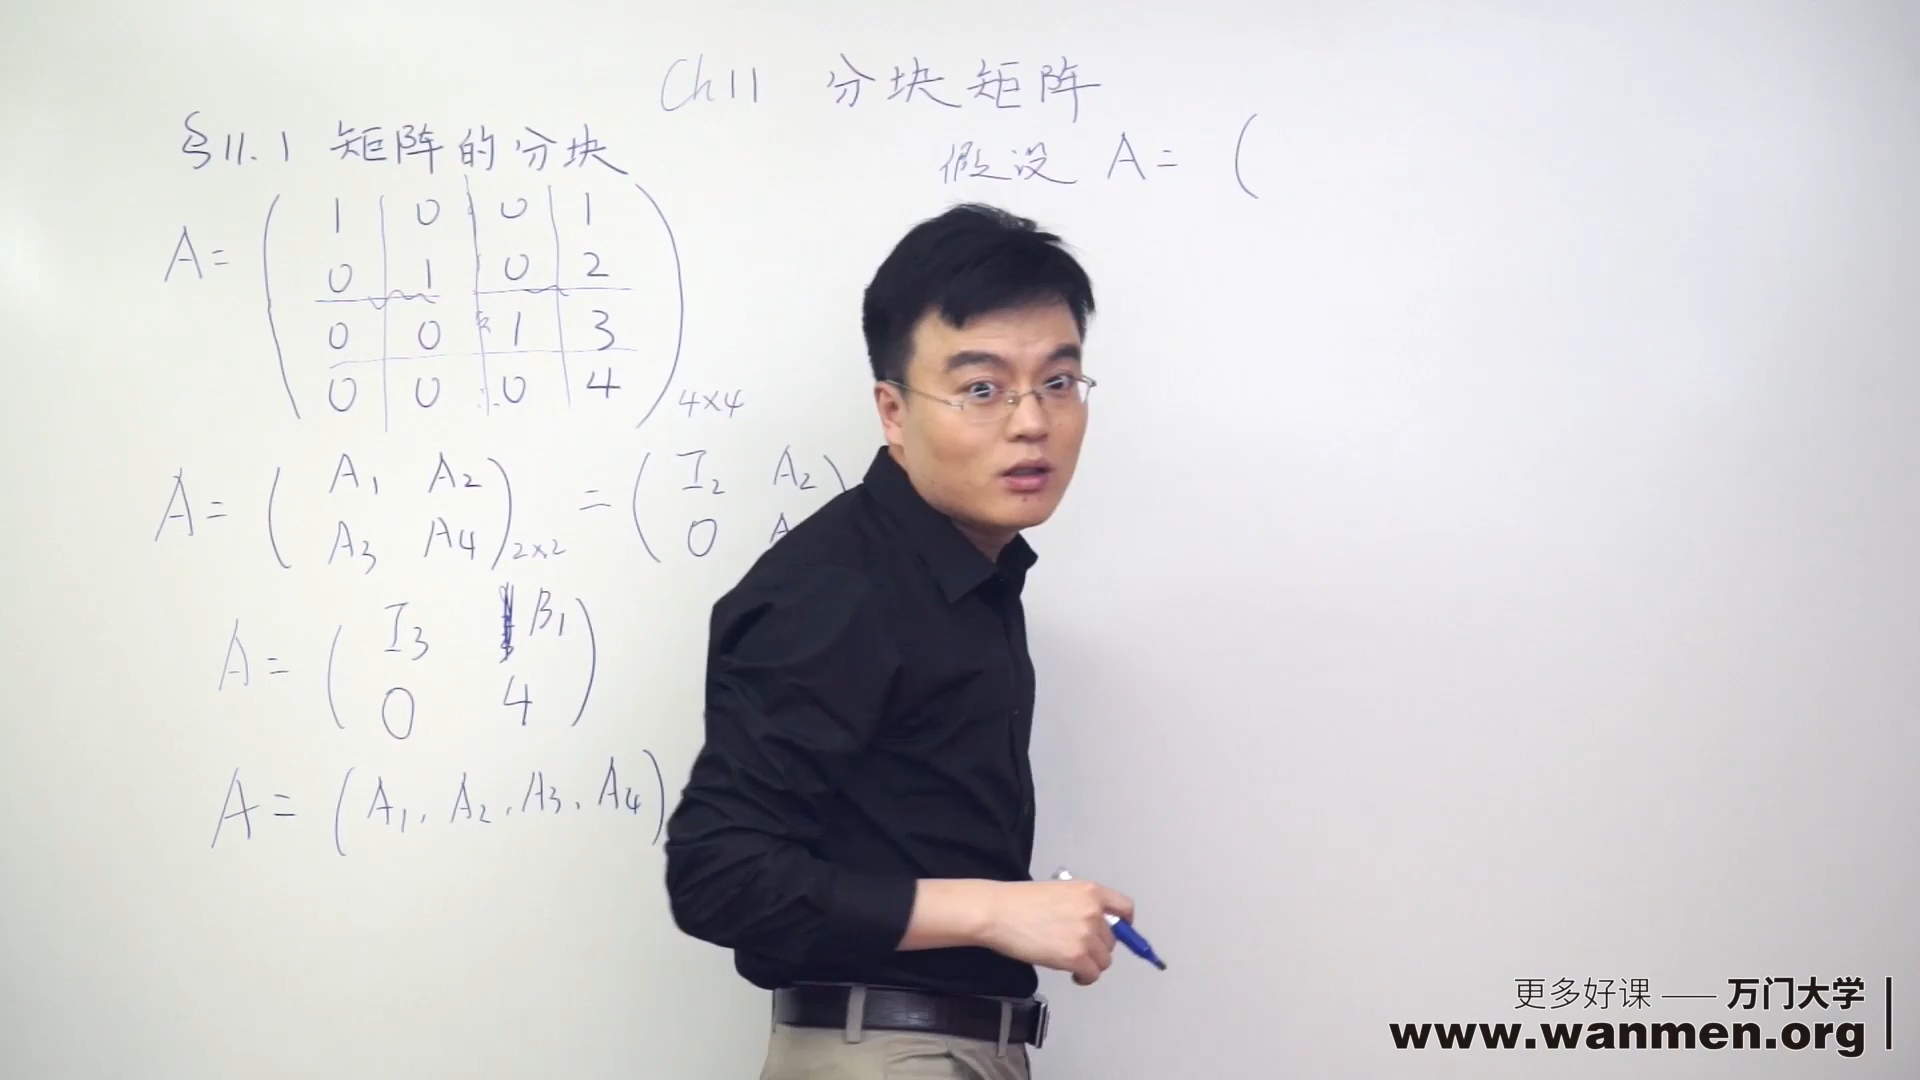 Ch11 分块矩阵
§11.1 矩阵的分块
假设 A= (
A= ( 1 0 0 1
0 1 0 2
0 0 1 3
0 0 0 4 ) 4×4
A= ( A1 A2
A3 A4 ) 2×2 = ( I2 A2 )
0 A
A= ( I3 B1
0 4 )
A= (A1, A2, A3, A4)
更多好课 —— 万门大学
www.wanmen.org